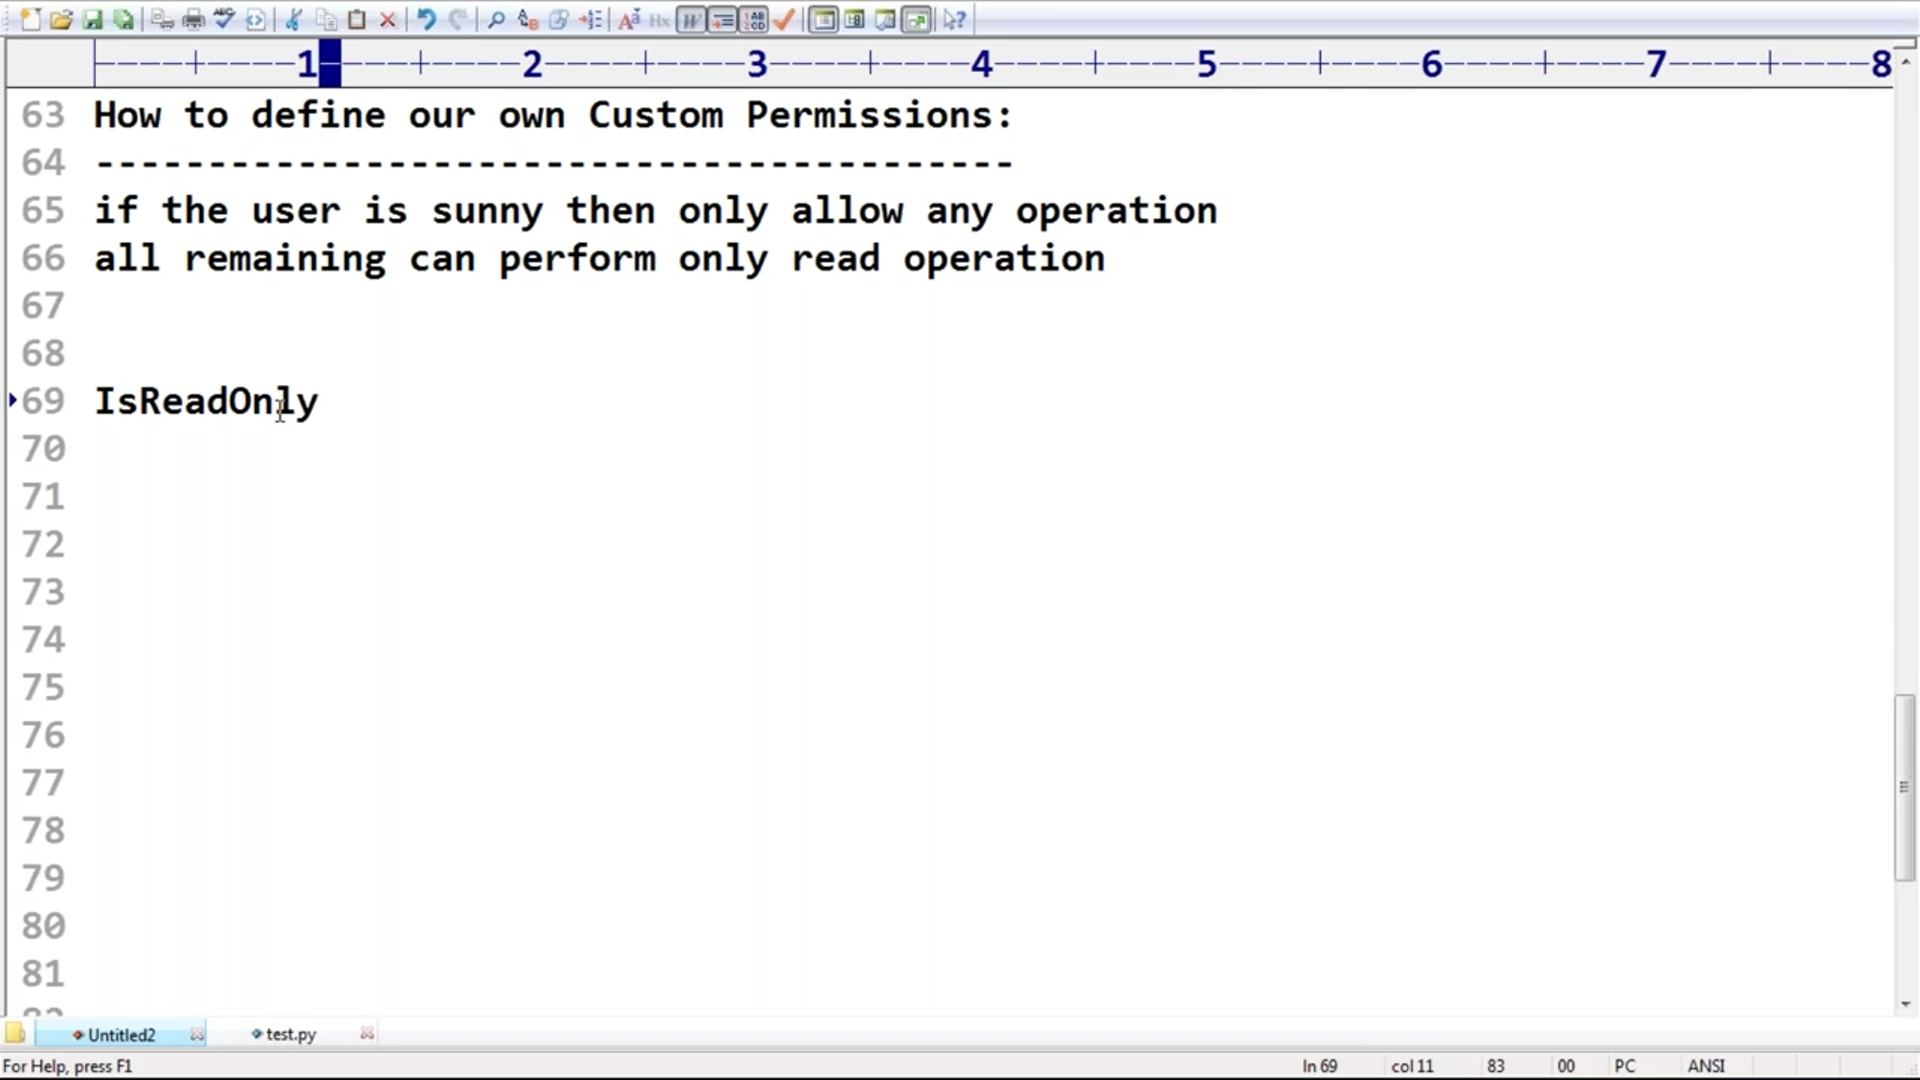 1 2 3 4 5 6 7 8
63 How to define our own Custom Permissions:
64 -----------------------------------------
65 if the user is sunny then only allow any operation
66 all remaining can perform only read operation
67
68
69 IsReadOnly
70
71
72
73
74
75
76
77
78
79
80
81
Untitled2 test.py
For Help, press F1 ln 69 col 11 83 00 PC ANSI